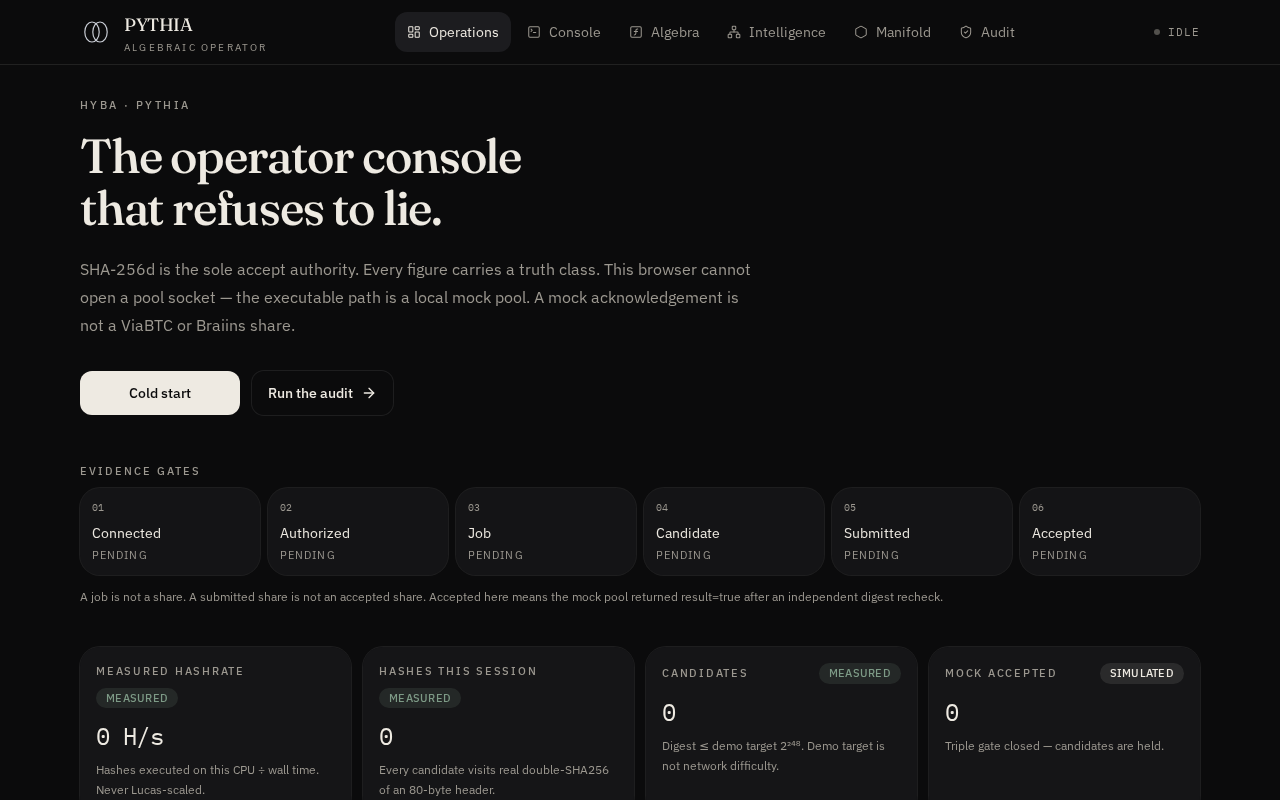 PYTHIA
ALGEBRAIC OPERATOR
Operations
Console
Algebra
Intelligence
Manifold
Audit
IDLE
HYBA · PYTHIA
The operator console
that refuses to lie.
SHA-256d is the sole accept authority. Every figure carries a truth class. This browser cannot
open a pool socket — the executable path is a local mock pool. A mock acknowledgement is
not a ViaBTC or Braiins share.
Cold start
Run the audit →
EVIDENCE GATES
01
Connected
PENDING
02
Authorized
PENDING
03
Job
PENDING
04
Candidate
PENDING
05
Submitted
PENDING
06
Accepted
PENDING
A job is not a share. A submitted share is not an accepted share. Accepted here means the mock pool returned result=true after an independent digest recheck.
MEASURED HASHRATE
MEASURED
0 H/s
Hashes executed on this CPU ÷ wall time.
Never Lucas-scaled.
HASHES THIS SESSION
MEASURED
0
Every candidate visits real double-SHA256
of an 80-byte header.
CANDIDATES
MEASURED
0
Digest ≤ demo target 2²⁴⁸. Demo target is
not network difficulty.
MOCK ACCEPTED
SIMULATED
0
Triple gate closed — candidates are held.